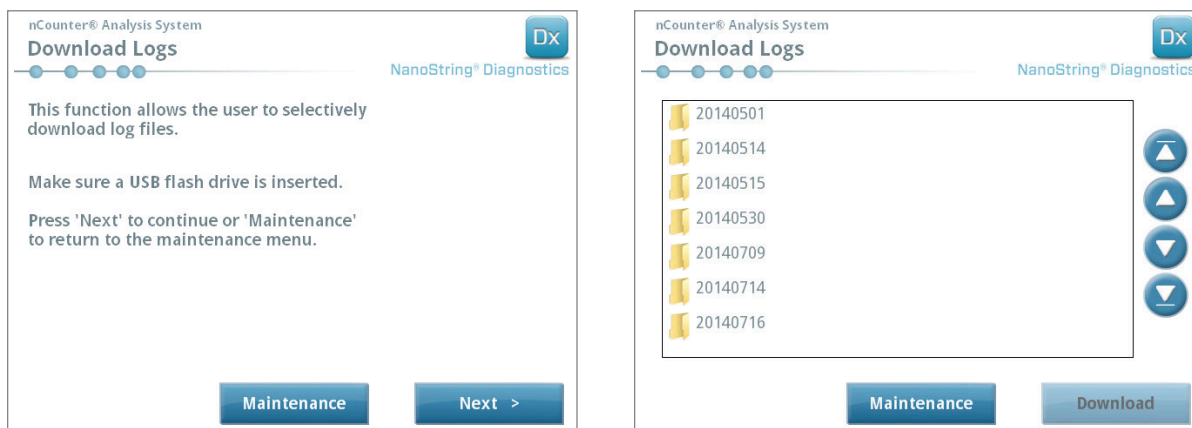 nCounter® Analysis System
Download Logs
Dx
NanoString® Diagnostics
This function allows the user to selectively
download log files.
Make sure a USB flash drive is inserted.
Press 'Next' to continue or 'Maintenance'
to return to the maintenance menu.
Maintenance
Next >
nCounter® Analysis System
Download Logs
Dx
NanoString® Diagnostics
20140501
20140514
20140515
20140530
20140709
20140714
20140716
Maintenance
Download